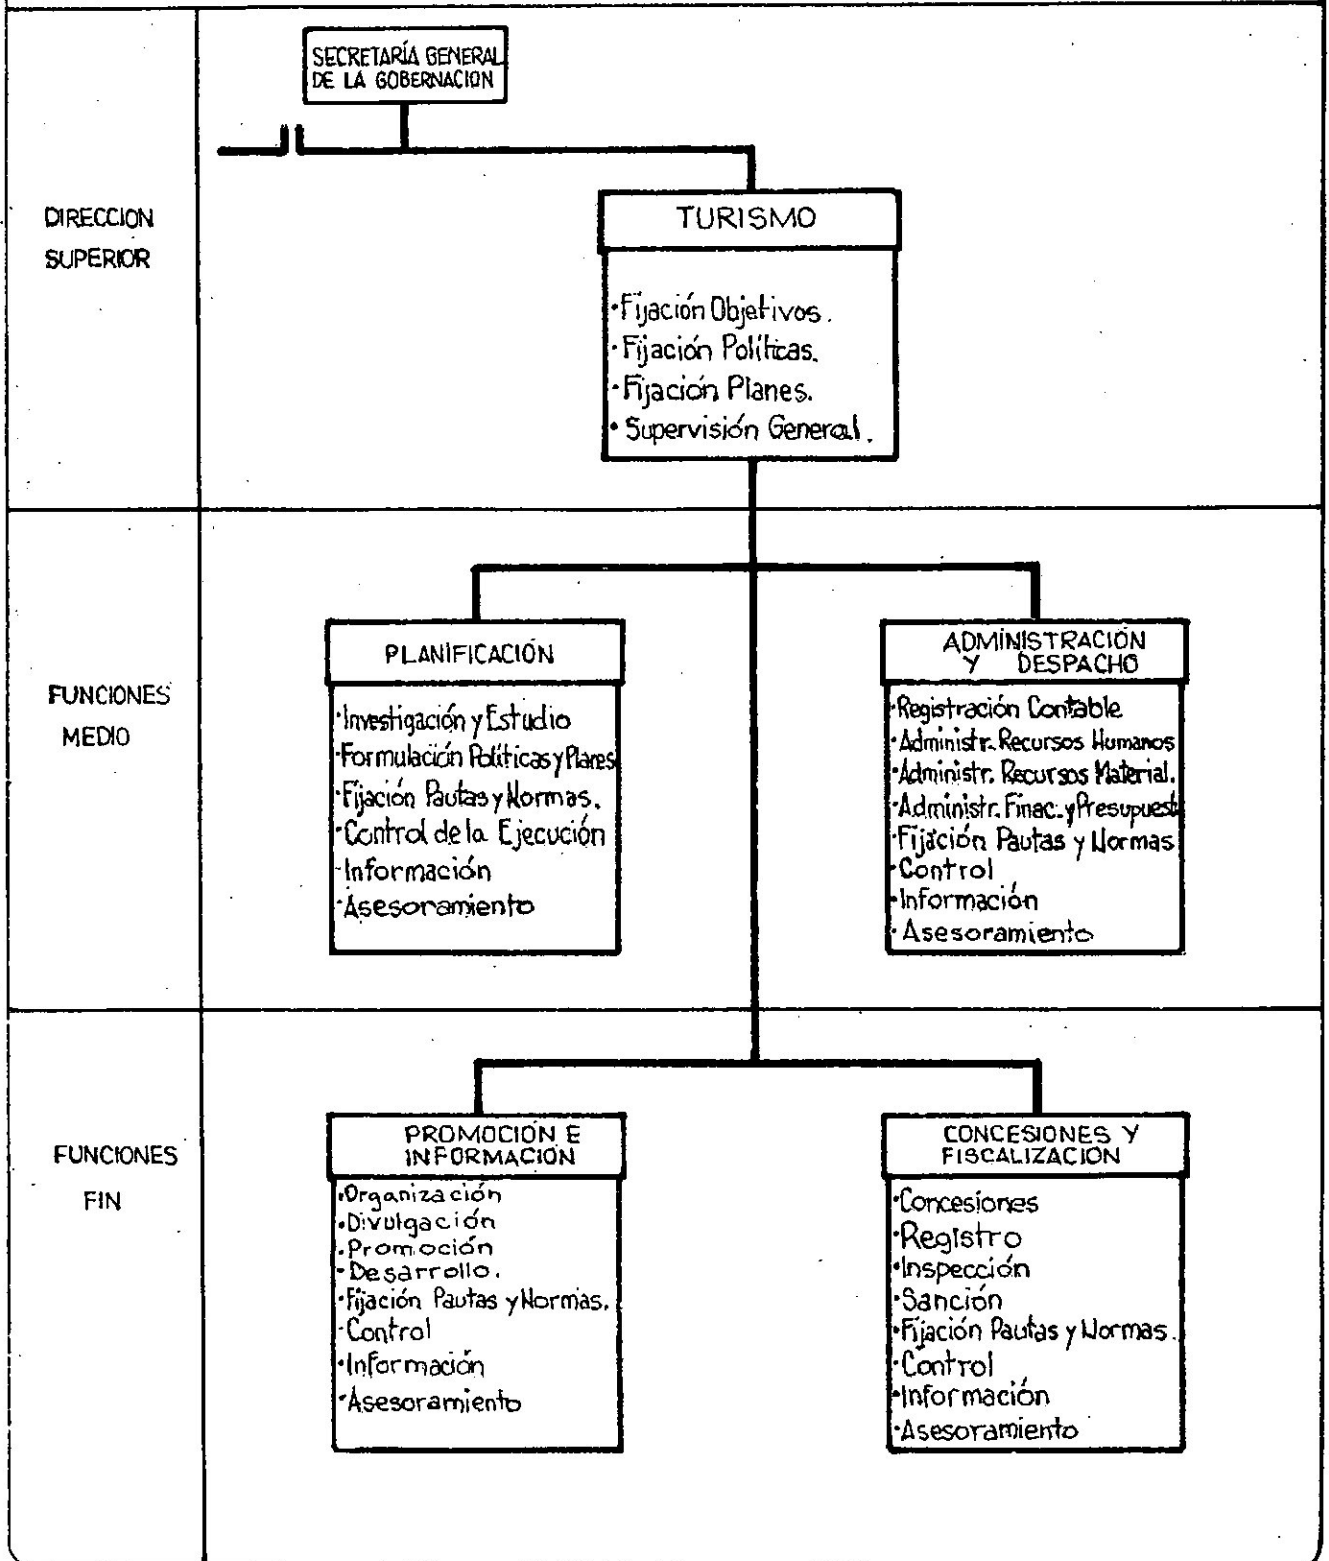 SECRETARÍA GENERAL
DE LA GOBERNACION
DIRECCION
SUPERIOR
TURISMO
·Fijación Objetivos.
·Fijación Políticas.
·Fijación Planes.
·Supervisión General.
FUNCIONES
MEDIO
PLANIFICACIÓN
·Investigación y Estudio
·Formulación Políticas y Planes
·Fijación Pautas y Normas.
·Control de la Ejecución
·Información
·Asesoramiento
ADMINISTRACIÓN
Y DESPACHO
·Registración Contable
·Administr. Recursos Humanos
·Administr. Recursos Material.
·Administr. Finac. y Presupuest
·Fijación Pautas y Normas
·Control
·Información
·Asesoramiento
FUNCIONES
FIN
PROMOCIÓN E
INFORMACIÓN
·Organización
·Divulgación
·Promoción
·Desarrollo.
·Fijación Pautas y Normas.
·Control
·Información
·Asesoramiento
CONCESIONES Y
FISCALIZACION
·Concesiones
·Registro
·Inspección
·Sanción
·Fijación Pautas y Normas.
·Control
·Información
·Asesoramiento